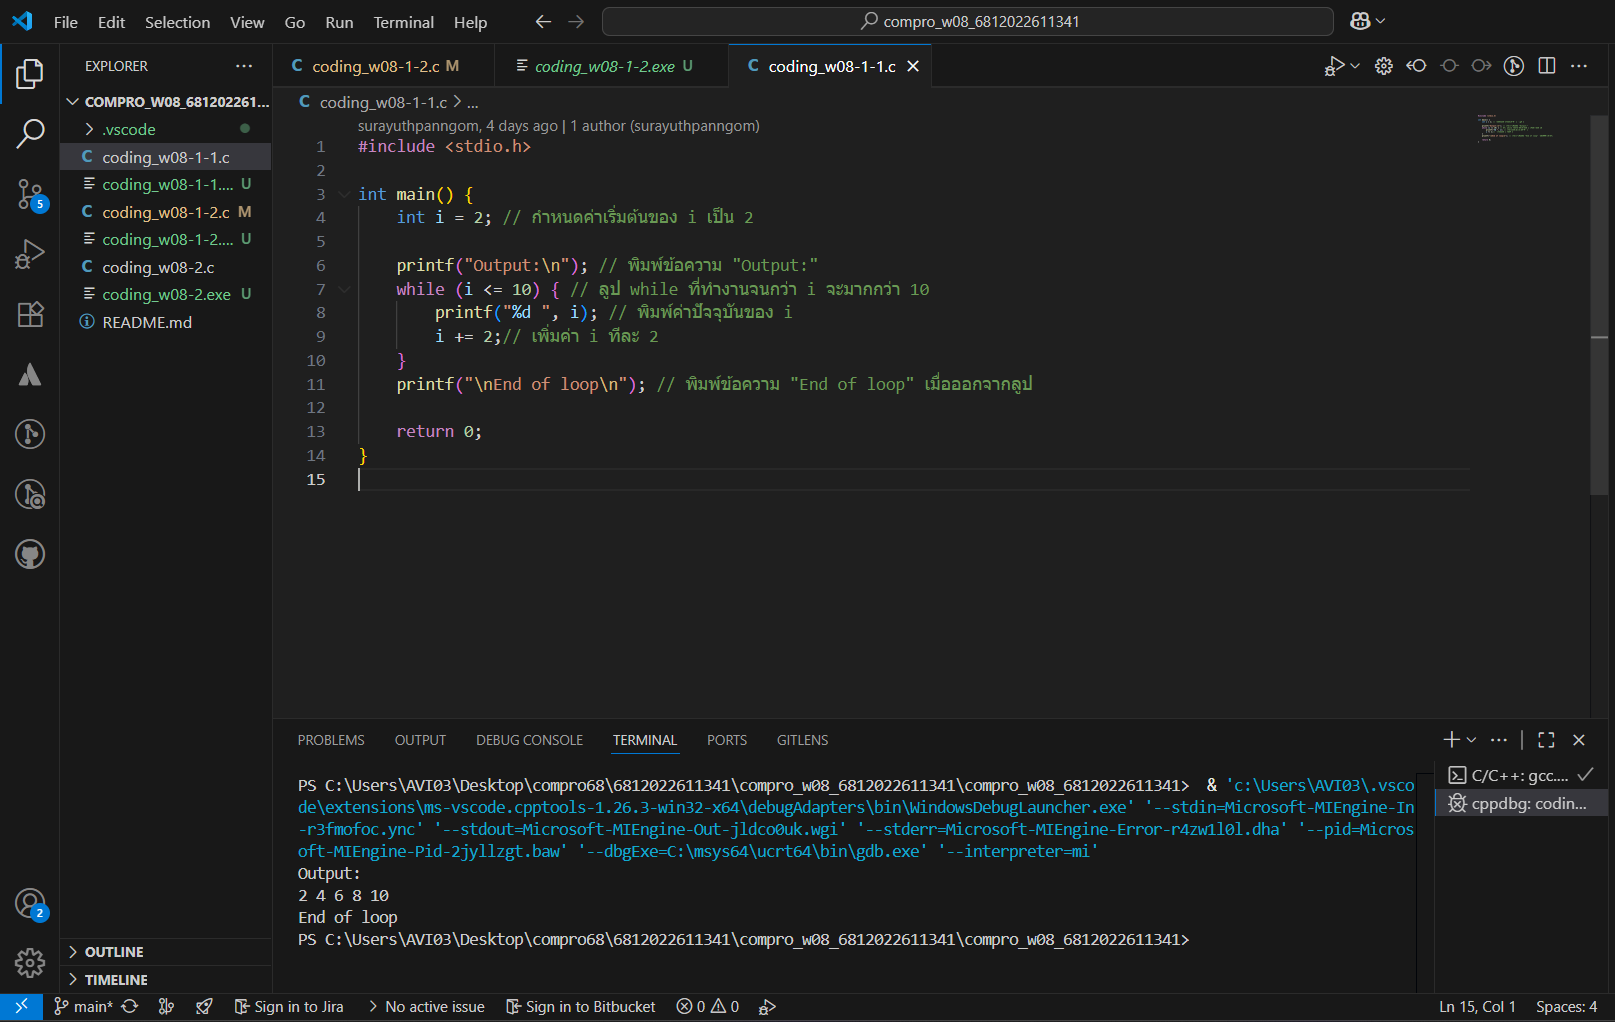 File Edit Selection View Go Run Terminal Help
compro_w08_6812022611341
EXPLORER
COMPRO_W08_681202261...
.vscode
C coding_w08-1-1.c
coding_w08-1-1.... U
C coding_w08-1-2.c M
coding_w08-1-2.... U
C coding_w08-2.c
coding_w08-2.exe U
README.md
OUTLINE
TIMELINE
5
2
C coding_w08-1-2.c M
coding_w08-1-2.exe U
C coding_w08-1-1.c
C coding_w08-1-1.c > ...
surayuthpanngom, 4 days ago | 1 author (surayuthpanngom)
1 #include <stdio.h>
2
3 int main() {
4 int i = 2; // กำหนดค่าเริ่มต้นของ i เป็น 2
5
6 printf("Output:\n"); // พิมพ์ข้อความ "Output:"
7 while (i <= 10) { // ลูป while ที่ทำงานจนกว่า i จะมากกว่า 10
8 printf("%d ", i); // พิมพ์ค่าปัจจุบันของ i
9 i += 2;// เพิ่มค่า i ทีละ 2
10 }
11 printf("\nEnd of loop\n"); // พิมพ์ข้อความ "End of loop" เมื่อออกจากลูป
12
13 return 0;
14 }
15
PROBLEMS OUTPUT DEBUG CONSOLE TERMINAL PORTS GITLENS
PS C:\Users\AVI03\Desktop\compro68\6812022611341\compro_w08_6812022611341\compro_w08_6812022611341> & 'c:\Users\AVI03\.vsco
de\extensions\ms-vscode.cpptools-1.26.3-win32-x64\debugAdapters\bin\WindowsDebugLauncher.exe' '--stdin=Microsoft-MIEngine-In
-r3fmofoc.ync' '--stdout=Microsoft-MIEngine-Out-jldco0uk.wgi' '--stderr=Microsoft-MIEngine-Error-r4zw1l0l.dha' '--pid=Micros
oft-MIEngine-Pid-2jyllzgt.baw' '--dbgExe=C:\msys64\ucrt64\bin\gdb.exe' '--interpreter=mi'
Output:
2 4 6 8 10
End of loop
PS C:\Users\AVI03\Desktop\compro68\6812022611341\compro_w08_6812022611341\compro_w08_6812022611341>
C/C++: gcc....
cppdbg: codin...
main* Sign in to Jira No active issue Sign in to Bitbucket 0 0 Ln 15, Col 1 Spaces: 4